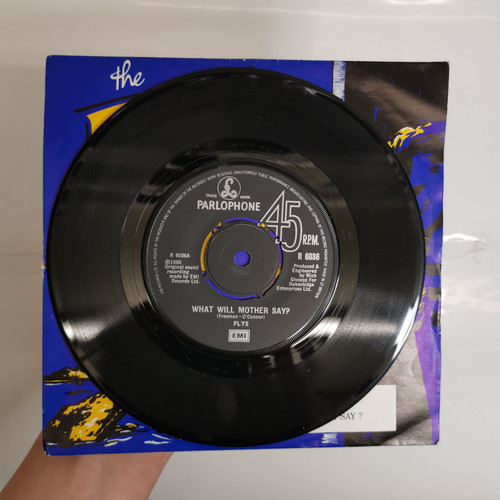 the
TRADE MARK
PARLOPHONE
45 R.P.M.
R 6036A
℗1980
Original sound
recording
made by EMI
Records Ltd.
R 6036
Produced &
Engineered
by Mick
Glossop For
Dukeslodge
Enterprises Ltd.
WHAT WILL MOTHER SAY?
(Freeman-O'Connor)
FLYS
EMI
SAY ?